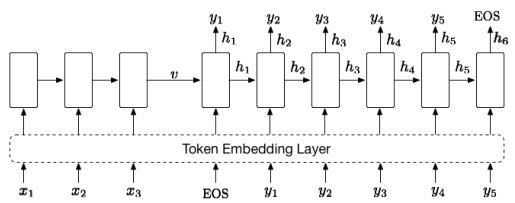 y₁ y₂ y₃ y₄ y₅ EOS
h₁ h₂ h₃ h₄ h₅ h₆
v h₁ h₂ h₃ h₄ h₅
Token Embedding Layer
x₁ x₂ x₃ EOS y₁ y₂ y₃ y₄ y₅